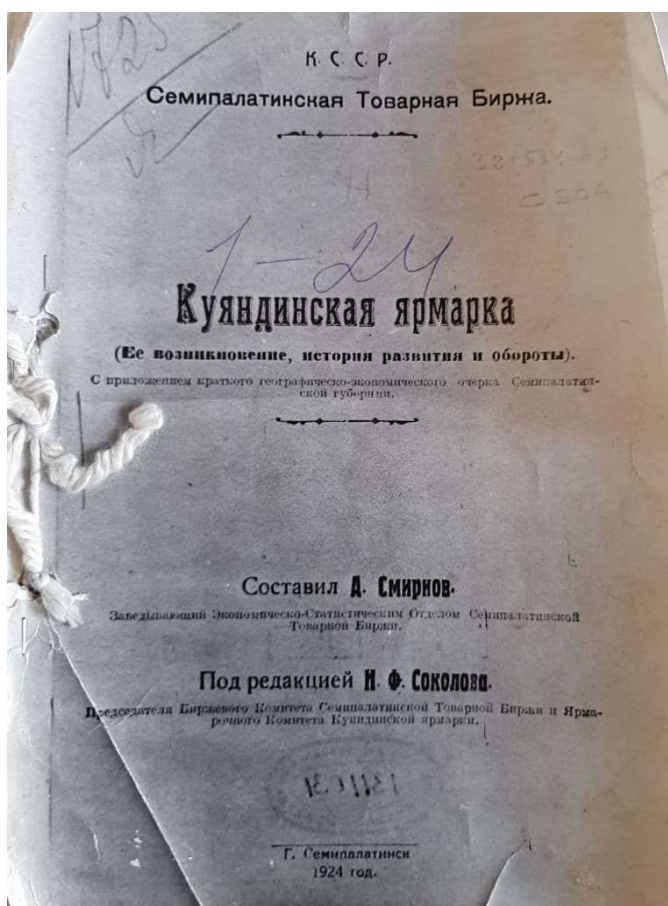 1723
К. С. С. Р.
Семипалатинская Товарная Биржа.
1-24
Куяндинская ярмарка
(Ее возникновение, история развития и обороты).
С приложением краткого географическо-экономического очерка Семипалатин-
ской губернии.
Составил А. Смирнов.
Заведывающий Экономическо-Статистическим Отделом Семипалатинской
Товарной Биржи.
Под редакцией Н. Ф. Соколова.
Председателя Биржевого Комитета Семипалатинской Товарной Биржи и Ярма-
рочного Комитета Куяндинской ярмарки.
Г. Семипалатинск
1924 год.